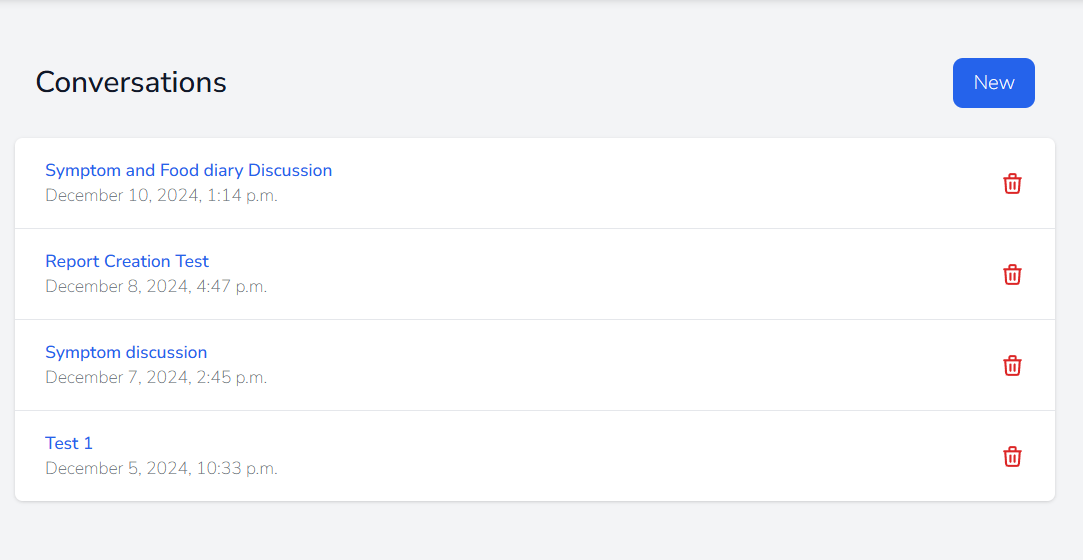 Conversations
New
Symptom and Food diary Discussion
December 10, 2024, 1:14 p.m.
Report Creation Test
December 8, 2024, 4:47 p.m.
Symptom discussion
December 7, 2024, 2:45 p.m.
Test 1
December 5, 2024, 10:33 p.m.